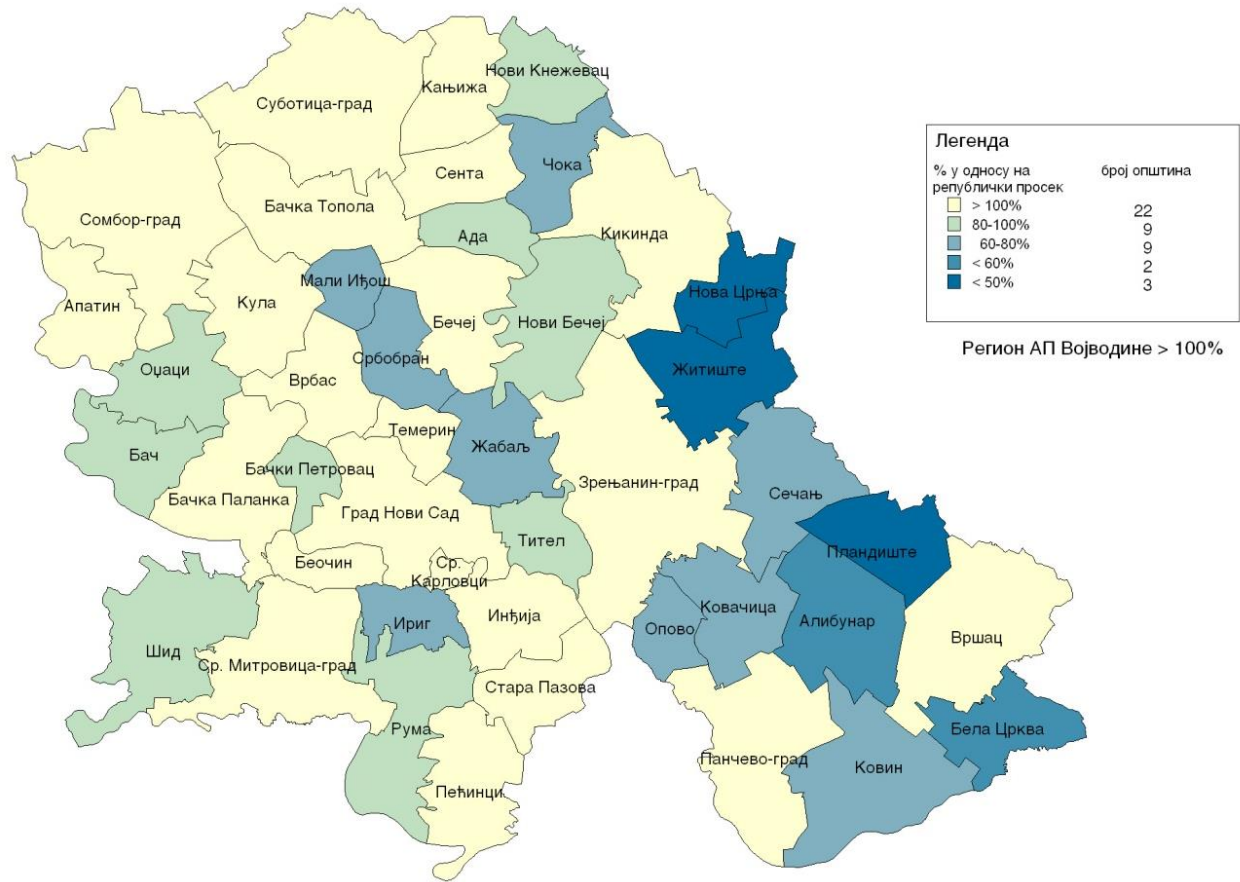 Нови Кнежевац
Кањижа
Суботица-град
Чока
Сента
Бачка Топола
Сомбор-град
Ада
Кикинда
Мали Иђош
Нова Црња
Апатин
Кула
Бечеј
Нови Бечеј
Србобран
Житиште
Оџаци
Врбас
Темерин
Жабаљ
Бач
Бачки Петровац
Зрењанин-град
Бачка Паланка
Сечањ
Град Нови Сад
Тител
Пландиште
Беочин
Ср.
Карловци
Ковачица
Инђија
Ириг
Опово
Алибунар
Вршац
Шид
Ср. Митровица-град
Стара Пазова
Рума
Бела Црква
Панчево-град
Ковин
Пећинци
Легенда
% у односу на број општина
републички просек
> 100% 22
80-100% 9
60-80% 9
< 60% 2
< 50% 3
Регион АП Војводине > 100%